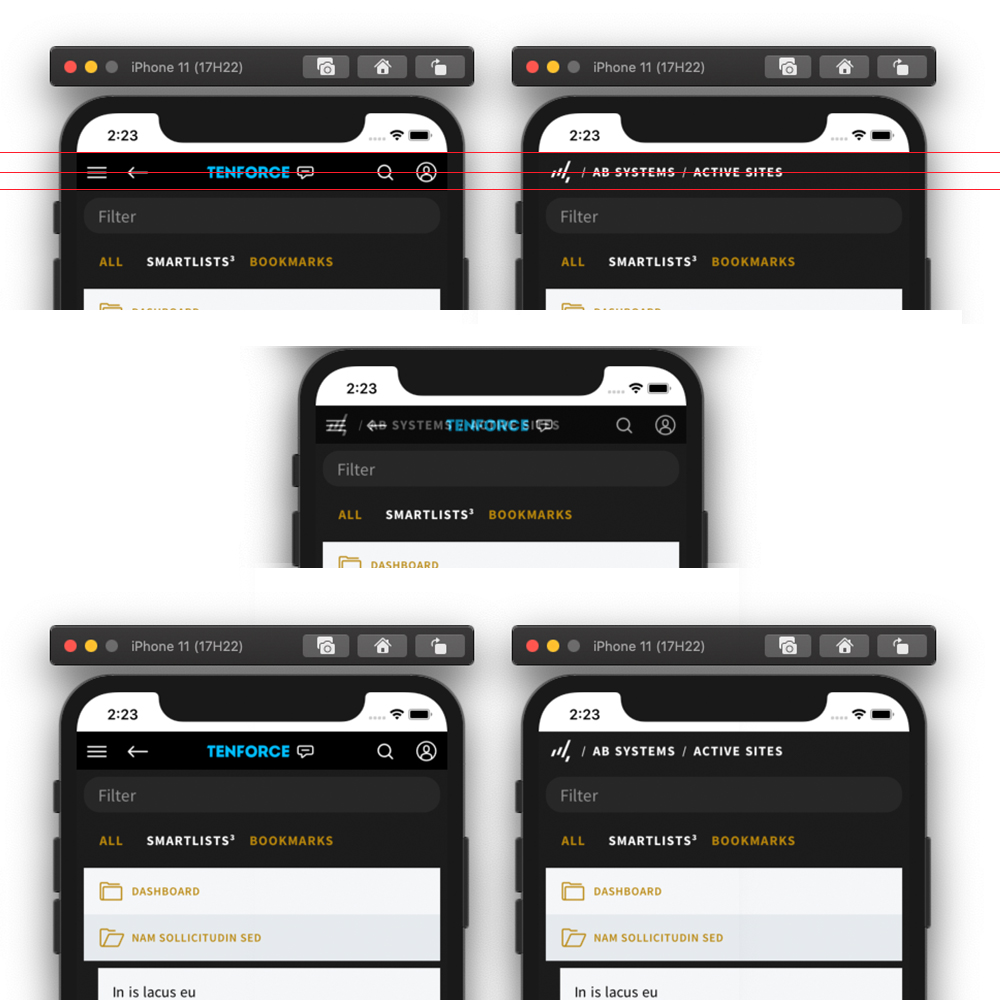 iPhone 11 (17H22)
2:23
TENFORCE
Filter
ALL SMARTLISTS³ BOOKMARKS
DASHBOARD
iPhone 11 (17H22)
2:23
/ AB SYSTEMS / ACTIVE SITES
Filter
ALL SMARTLISTS³ BOOKMARKS
DASHBOARD
2:23
/ AB SYSTEMS / ACTIVE SITES
TENFORCE
Filter
ALL SMARTLISTS³ BOOKMARKS
DASHBOARD
iPhone 11 (17H22)
2:23
TENFORCE
Filter
ALL SMARTLISTS³ BOOKMARKS
DASHBOARD
NAM SOLLICITUDIN SED
In is lacus eu
iPhone 11 (17H22)
2:23
/ AB SYSTEMS / ACTIVE SITES
Filter
ALL SMARTLISTS³ BOOKMARKS
DASHBOARD
NAM SOLLICITUDIN SED
In is lacus eu